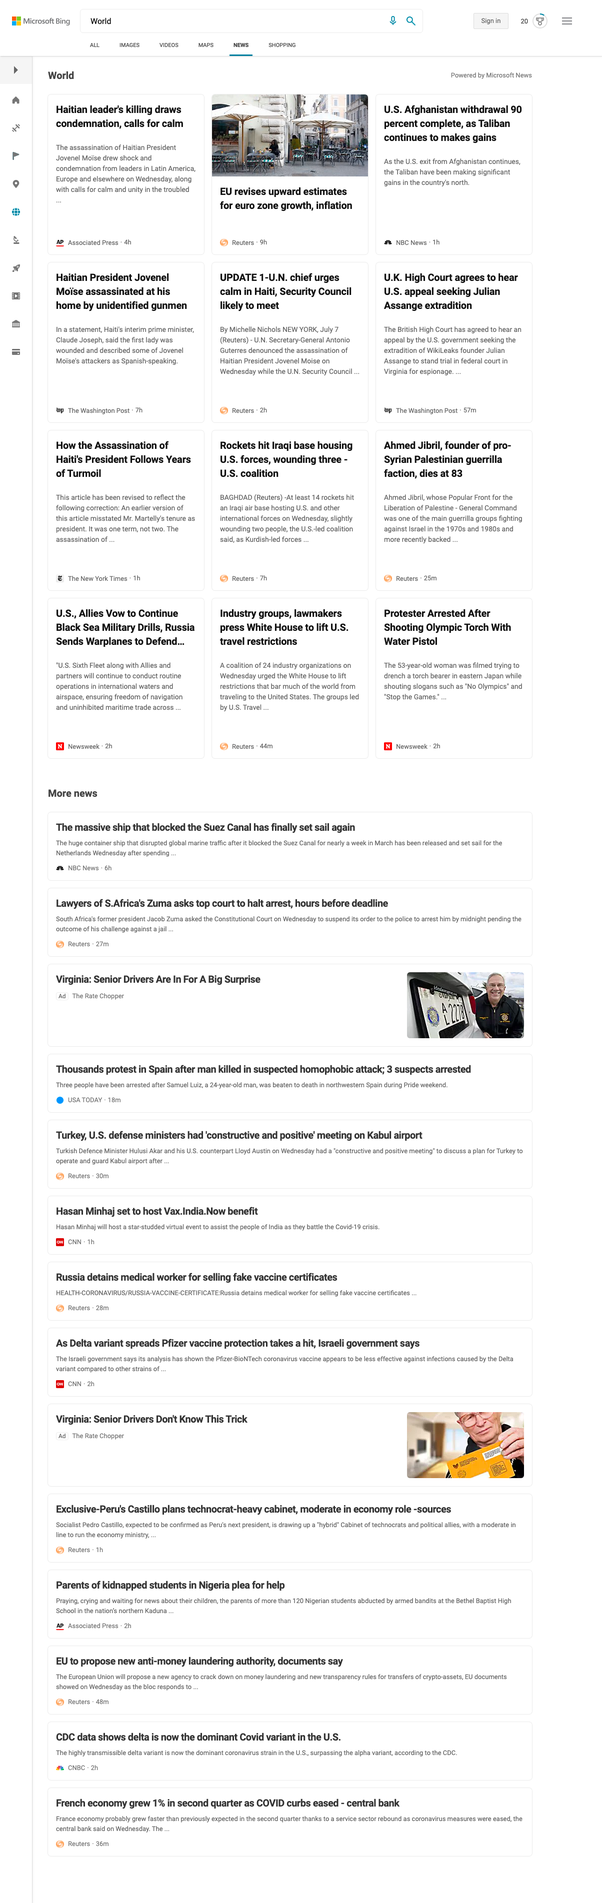 Microsoft Bing
World
Sign in
20
ALL IMAGES VIDEOS MAPS NEWS SHOPPING
World
Powered by Microsoft News
Haitian leader's killing draws
condemnation, calls for calm
The assassination of Haitian President
Jovenel Moïse drew shock and
condemnation from leaders in Latin America,
Europe and elsewhere on Wednesday, along
with calls for calm and unity in the troubled
...
AP Associated Press · 4h
EU revises upward estimates
for euro zone growth, inflation
Reuters · 9h
U.S. Afghanistan withdrawal 90
percent complete, as Taliban
continues to makes gains
As the U.S. exit from Afghanistan continues,
the Taliban have been making significant
gains in the country's north.
NBC News · 1h
Haitian President Jovenel
Moïse assassinated at his
home by unidentified gunmen
In a statement, Haiti's interim prime minister,
Claude Joseph, said the first lady was
wounded and described some of Jovenel
Moïse's attackers as Spanish-speaking.
wp The Washington Post · 7h
UPDATE 1-U.N. chief urges
calm in Haiti, Security Council
likely to meet
By Michelle Nichols NEW YORK, July 7
(Reuters) - U.N. Secretary-General Antonio
Guterres denounced the assassination of
Haitian President Jovenel Moise on
Wednesday while the U.N. Security Council ...
Reuters · 2h
U.K. High Court agrees to hear
U.S. appeal seeking Julian
Assange extradition
The British High Court has agreed to hear an
appeal by the U.S. government seeking the
extradition of WikiLeaks founder Julian
Assange to stand trial in federal court in
Virginia for espionage. ...
wp The Washington Post · 57m
How the Assassination of
Haiti's President Follows Years
of Turmoil
This article has been revised to reflect the
following correction: An earlier version of
this article misstated Mr. Martelly's tenure as
president. It was one term, not two. The
assassination of ...
The New York Times · 1h
Rockets hit Iraqi base housing
U.S. forces, wounding three -
U.S. coalition
BAGHDAD (Reuters) -At least 14 rockets hit
an Iraqi air base hosting U.S. and other
international forces on Wednesday, slightly
wounding two people, the U.S.-led coalition
said, as Kurdish-led forces ...
Reuters · 7h
Ahmed Jibril, founder of pro-
Syrian Palestinian guerrilla
faction, dies at 83
Ahmed Jibril, whose Popular Front for the
Liberation of Palestine - General Command
was one of the main guerrilla groups fighting
against Israel in the 1970s and 1980s and
more recently backed ...
Reuters · 25m
U.S., Allies Vow to Continue
Black Sea Military Drills, Russia
Sends Warplanes to Defend...
"U.S. Sixth Fleet along with Allies and
partners will continue to conduct routine
operations in international waters and
airspace, ensuring freedom of navigation
and uninhibited maritime trade across ...
N Newsweek · 2h
Industry groups, lawmakers
press White House to lift U.S.
travel restrictions
A coalition of 24 industry organizations on
Wednesday urged the White House to lift
restrictions that bar much of the world from
traveling to the United States. The groups led
by U.S. Travel ...
Reuters · 44m
Protester Arrested After
Shooting Olympic Torch With
Water Pistol
The 53-year-old woman was filmed trying to
drench a torch bearer in eastern Japan while
shouting slogans such as "No Olympics" and
"Stop the Games." ...
N Newsweek · 2h
More news
The massive ship that blocked the Suez Canal has finally set sail again
The huge container ship that disrupted global marine traffic after it blocked the Suez Canal for nearly a week in March has been released and set sail for the
Netherlands Wednesday after spending ...
NBC News · 6h
Lawyers of S.Africa's Zuma asks top court to halt arrest, hours before deadline
South Africa's former president Jacob Zuma asked the Constitutional Court on Wednesday to suspend its order to the police to arrest him by midnight pending the
outcome of his challenge against a jail ...
Reuters · 27m
Virginia: Senior Drivers Are In For A Big Surprise
Ad The Rate Chopper
Thousands protest in Spain after man killed in suspected homophobic attack; 3 suspects arrested
Three people have been arrested after Samuel Luiz, a 24-year-old man, was beaten to death in northwestern Spain during Pride weekend.
USA TODAY · 18m
Turkey, U.S. defense ministers had 'constructive and positive' meeting on Kabul airport
Turkish Defence Minister Hulusi Akar and his U.S. counterpart Lloyd Austin on Wednesday had a "constructive and positive meeting" to discuss a plan for Turkey to
operate and guard Kabul airport after ...
Reuters · 30m
Hasan Minhaj set to host Vax.India.Now benefit
Hasan Minhaj will host a star-studded virtual event to assist the people of India as they battle the Covid-19 crisis.
CNN CNN · 1h
Russia detains medical worker for selling fake vaccine certificates
HEALTH-CORONAVIRUS/RUSSIA-VACCINE-CERTIFICATE:Russia detains medical worker for selling fake vaccine certificates ...
Reuters · 28m
As Delta variant spreads Pfizer vaccine protection takes a hit, Israeli government says
The Israeli government says its analysis has shown the Pfizer-BioNTech coronavirus vaccine appears to be less effective against infections caused by the Delta
variant compared to other strains of ...
CNN CNN · 2h
Virginia: Senior Drivers Don't Know This Trick
Ad The Rate Chopper
Exclusive-Peru's Castillo plans technocrat-heavy cabinet, moderate in economy role -sources
Socialist Pedro Castillo, expected to be confirmed as Peru's next president, is drawing up a "hybrid" Cabinet of technocrats and political allies, with a moderate in
line to run the economy ministry, ...
Reuters · 1h
Parents of kidnapped students in Nigeria plea for help
Praying, crying and waiting for news about their children, the parents of more than 120 Nigerian students abducted by armed bandits at the Bethel Baptist High
School in the nation's northern Kaduna ...
AP Associated Press · 2h
EU to propose new anti-money laundering authority, documents say
The European Union will propose a new agency to crack down on money laundering and new transparency rules for transfers of crypto-assets, EU documents
showed on Wednesday as the bloc responds to ...
Reuters · 48m
CDC data shows delta is now the dominant Covid variant in the U.S.
The highly transmissible delta variant is now the dominant coronavirus strain in the U.S., surpassing the alpha variant, according to the CDC.
CNBC · 2h
French economy grew 1% in second quarter as COVID curbs eased - central bank
France economy probably grew faster than previously expected in the second quarter thanks to a service sector rebound as coronavirus measures were eased, the
central bank said on Wednesday. The ...
Reuters · 36m